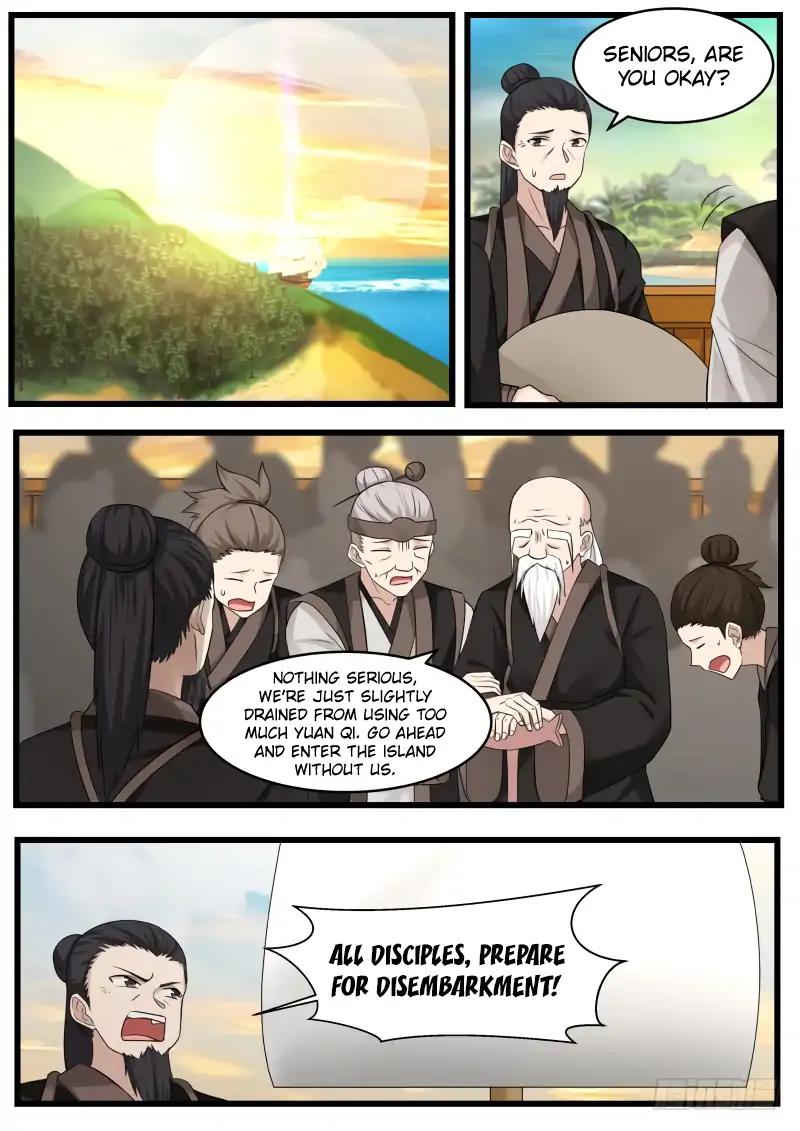 SENIORS, ARE
YOU OKAY?
NOTHING SERIOUS,
WE'RE JUST SLIGHTLY
DRAINED FROM USING TOO
MUCH YUAN QI. GO AHEAD
AND ENTER THE ISLAND
WITHOUT US.
ALL DISCIPLES, PREPARE
FOR DISEMBARKMENT!